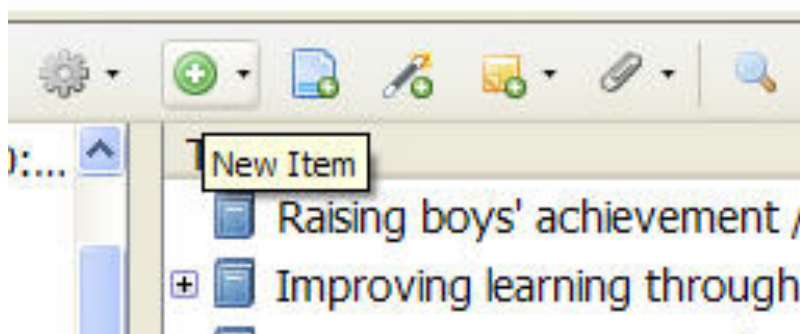 New Item
Raising boys' achievement /
Improving learning through